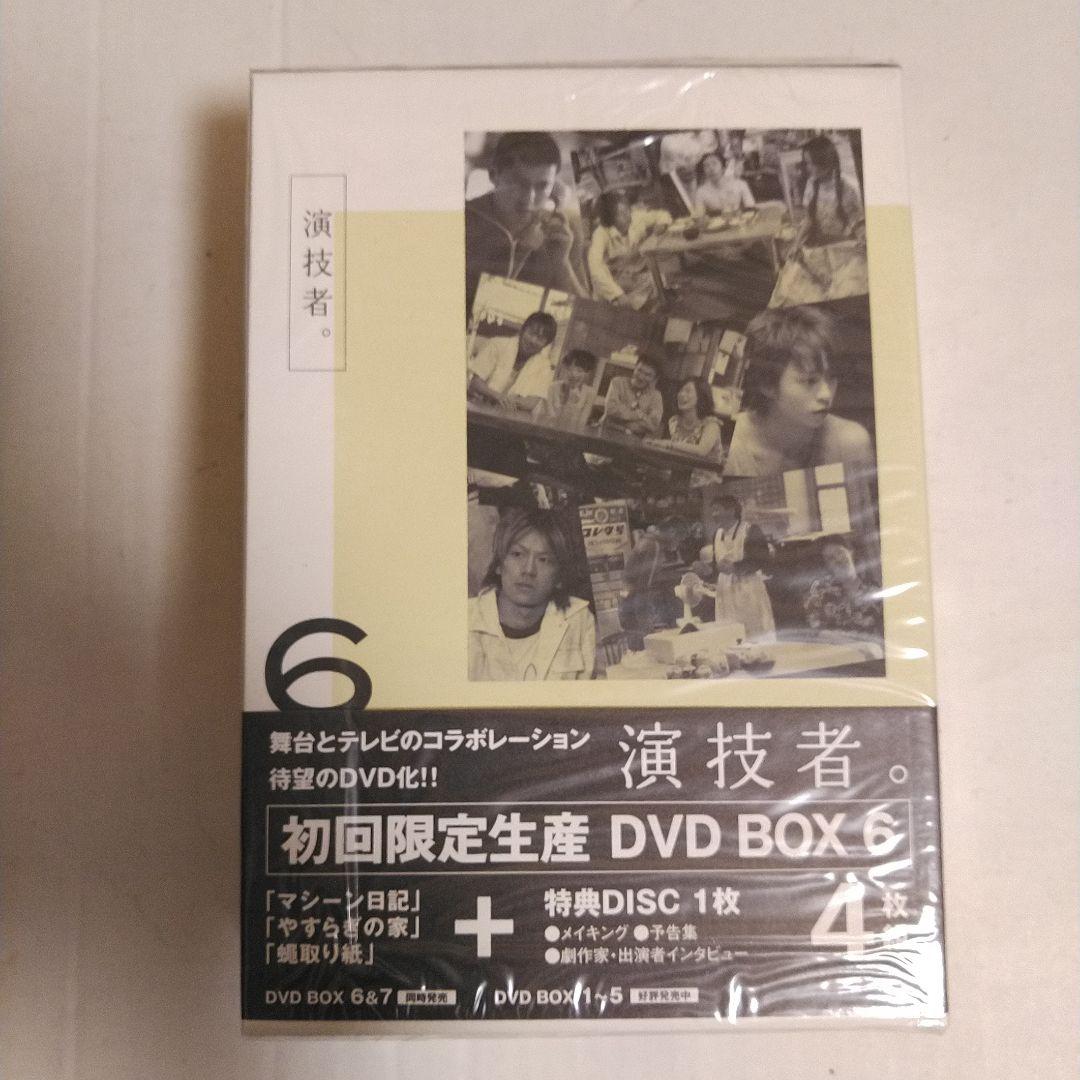 演技者。
6
舞台とテレビのコラボレーション
待望のDVD化!!
演技者。
初回限定生産 DVD BOX 6
「マシーン日記」
「やすらぎの家」
「蠅取り紙」
+
特典DISC 1枚
●メイキング ●予告集
●劇作家・出演者インタビュー
4枚組
DVD BOX 6&7 同時発売
DVD BOX 1~5 好評発売中